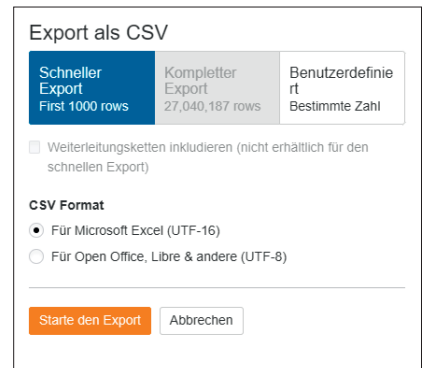 Export als CSV
Schneller
Export
First 1000 rows
Kompletter
Export
27,040,187 rows
Benutzerdefinie
rt
Bestimmte Zahl
Weiterleitungsketten inkludieren (nicht erhältlich für den
schnellen Export)
CSV Format
Für Microsoft Excel (UTF-16)
Für Open Office, Libre & andere (UTF-8)
Starte den Export
Abbrechen